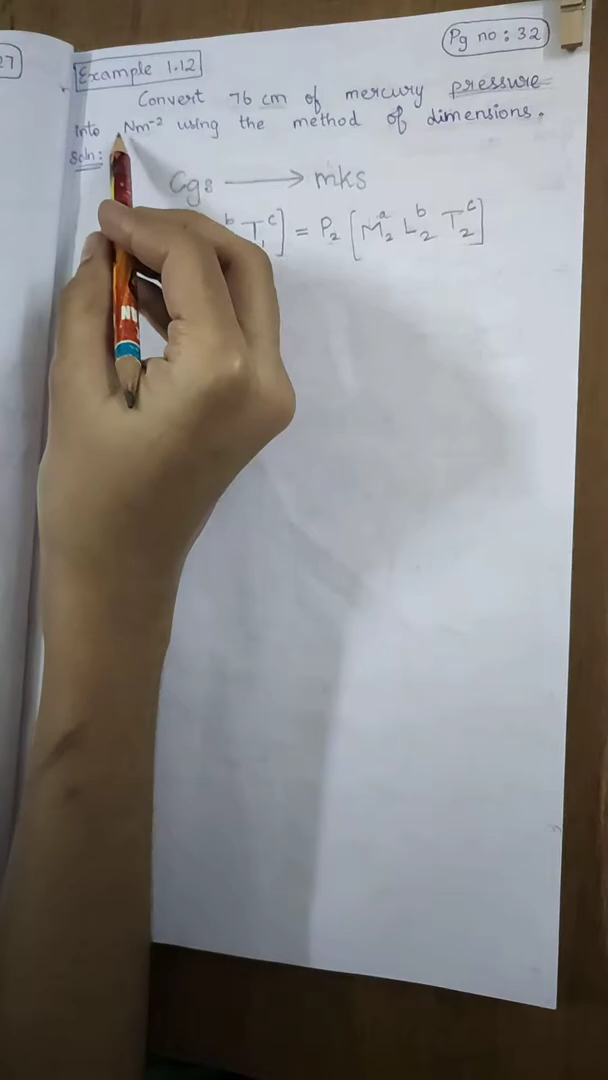 27
Pg no: 32
Example 1.12
Convert 76 cm of mercury pressure
into Nm⁻² using the method of dimensions.
Soln:
Cgs ⟶ mks
ᵇ T₁ᶜ] = P₂ [M₂ᵃ L₂ᵇ T₂ᶜ]